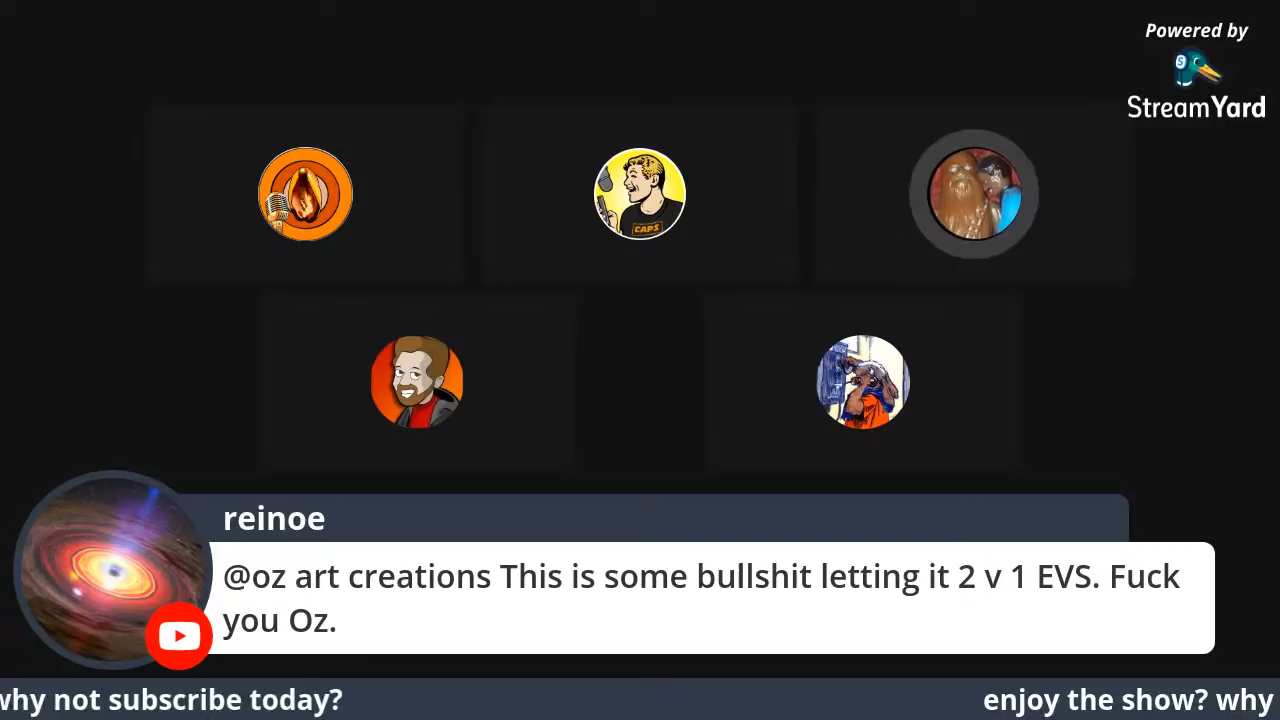 Powered by
StreamYard
CAPS
reinoe
@oz art creations This is some bullshit letting it 2 v 1 EVS. Fuck
you Oz.
why not subscribe today?
enjoy the show? why